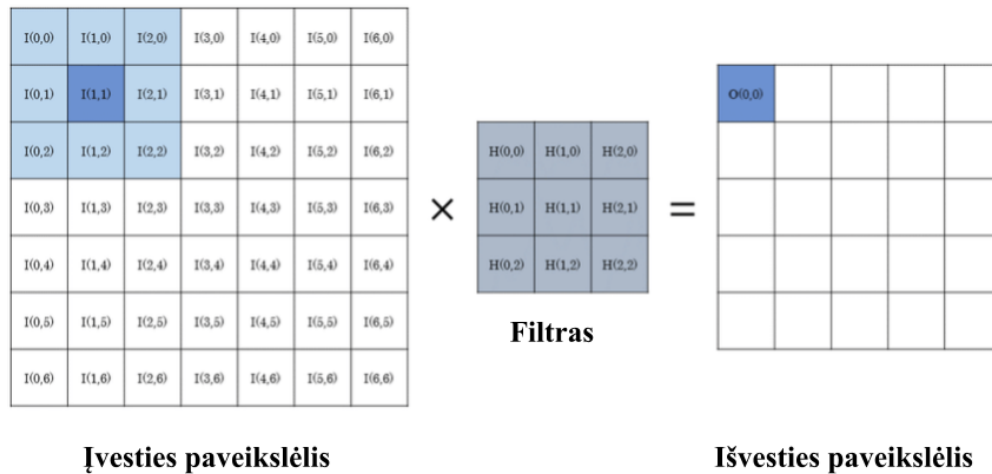 I(0,0) I(1,0) I(2,0) I(3,0) I(4,0) I(5,0) I(6,0)
I(0,1) I(1,1) I(2,1) I(3,1) I(4,1) I(5,1) I(6,1)
I(0,2) I(1,2) I(2,2) I(3,2) I(4,2) I(5,2) I(6,2)
I(0,3) I(1,3) I(2,3) I(3,3) I(4,3) I(5,3) I(6,3)
I(0,4) I(1,4) I(2,4) I(3,4) I(4,4) I(5,4) I(6,4)
I(0,5) I(1,5) I(2,5) I(3,5) I(4,5) I(5,5) I(6,5)
I(0,6) I(1,6) I(2,6) I(3,6) I(4,6) I(5,6) I(6,6)
Įvesties paveikslėlis
×
H(0,0) H(1,0) H(2,0)
H(0,1) H(1,1) H(2,1)
H(0,2) H(1,2) H(2,2)
Filtras
=
O(0,0)
Išvesties paveikslėlis